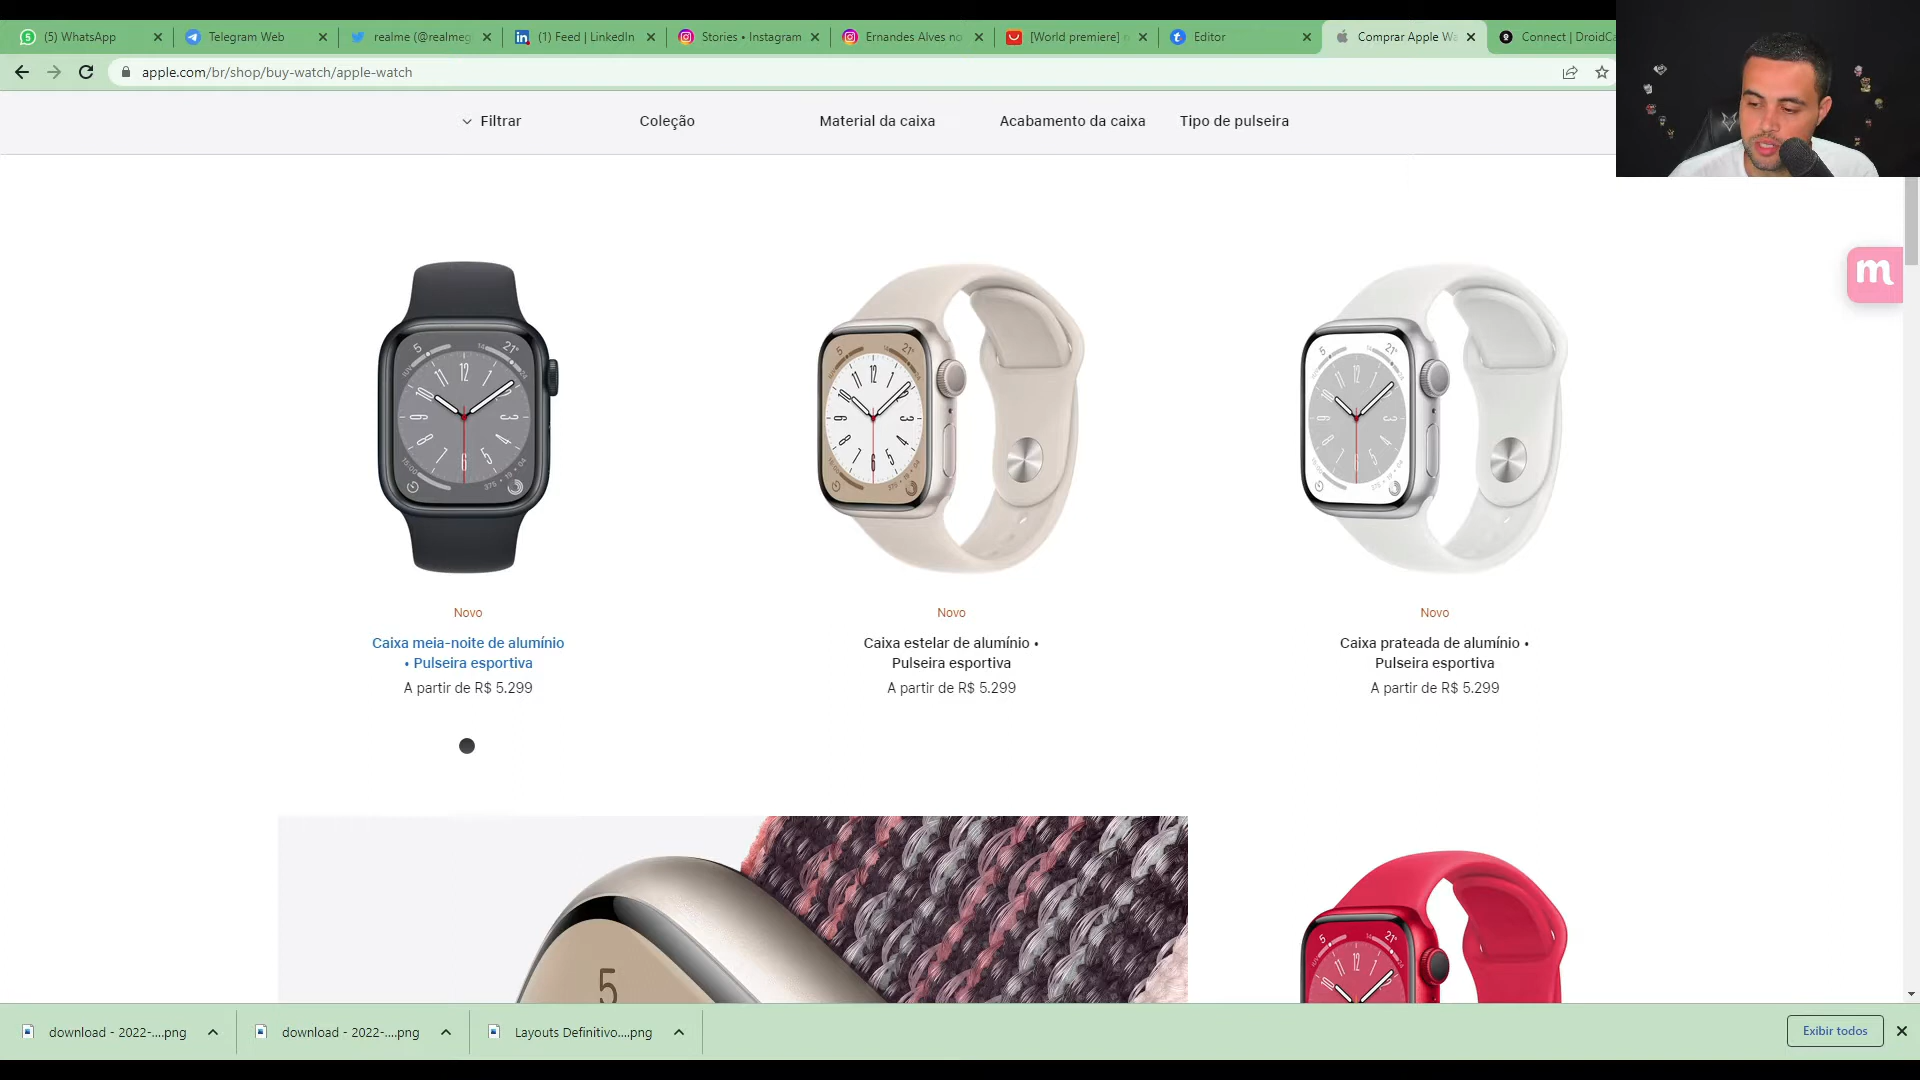 (5) WhatsApp
Telegram Web
realme (@realme
(1) Feed | LinkedIn
Stories • Instagram
Ernandes Alves no
[World premiere]
Editor
Comprar Apple Wa
Connect | DroidCa
apple.com/br/shop/buy-watch/apple-watch
Filtrar
Coleção
Material da caixa
Acabamento da caixa
Tipo de pulseira
m
Novo
Caixa meia-noite de alumínio
• Pulseira esportiva
A partir de R$ 5.299
Novo
Caixa estelar de alumínio •
Pulseira esportiva
A partir de R$ 5.299
Novo
Caixa prateada de alumínio •
Pulseira esportiva
A partir de R$ 5.299
5
download - 2022-....png
download - 2022-....png
Layouts Definitivo....png
Exibir todos